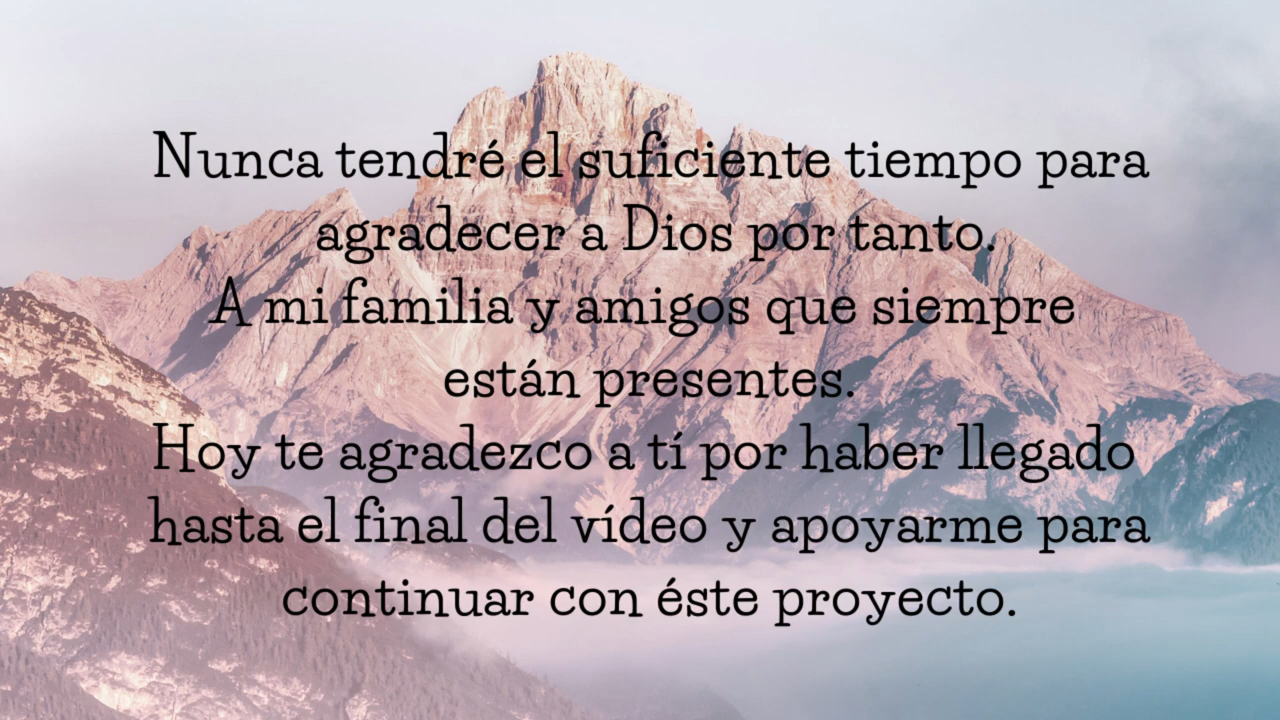 Nunca tendré el suficiente tiempo para
agradecer a Dios por tanto.
A mi familia y amigos que siempre
están presentes.
Hoy te agradezco a tí por haber llegado
hasta el final del vídeo y apoyarme para
continuar con éste proyecto.